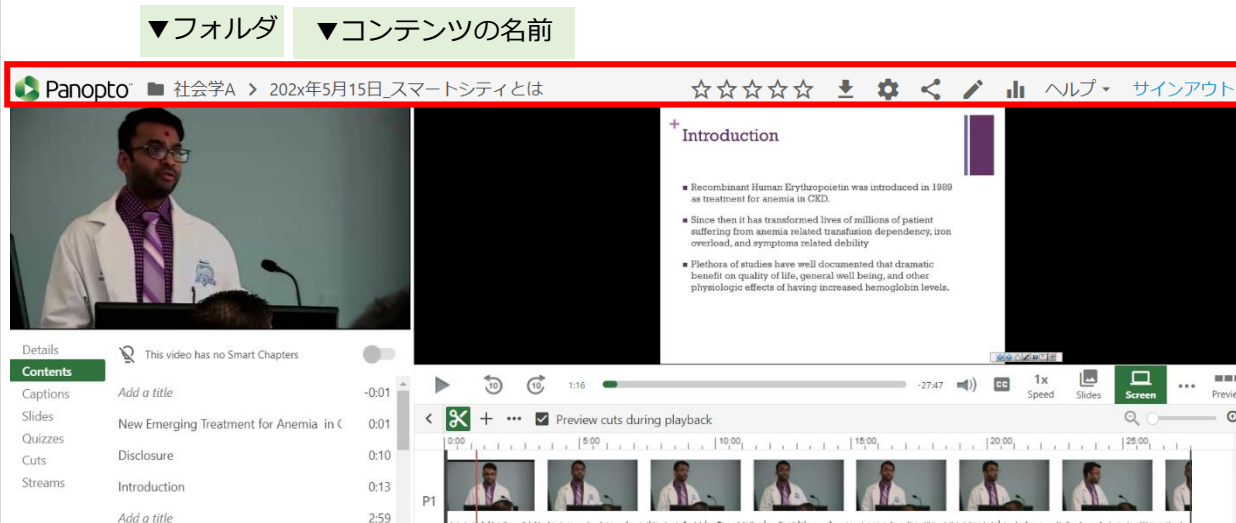 ▼フォルダ ▼コンテンツの名前
Panopto 社会学A > 202x年5月15日_スマートシティとは ☆☆☆☆☆ ヘルプ サインアウト
+
Introduction
Recombinant Human Erythropoietin was introduced in 1989
as treatment for anemia in CKD.
Since then it has transformed lives of millions of patient
suffering from anemia related transfusion dependency, iron
overload, and symptoms related debility
Plethora of studies have well documented that dramatic
benefit on quality of life, general well being, and other
physiologic effects of having increased hemoglobin levels.
Details
Contents
Captions
Slides
Quizzes
Cuts
Streams
This video has no Smart Chapters
Add a title -0:01
New Emerging Treatment for Anemia in ( 0:01
Disclosure 0:10
Introduction 0:13
Add a title 2:59
10 10 1:16 -27:47 CC 1x
Speed Slides Screen ••• Previe
< + ••• Preview cuts during playback
0:00 5:00 10:00 15:00 20:00 25:00
P1